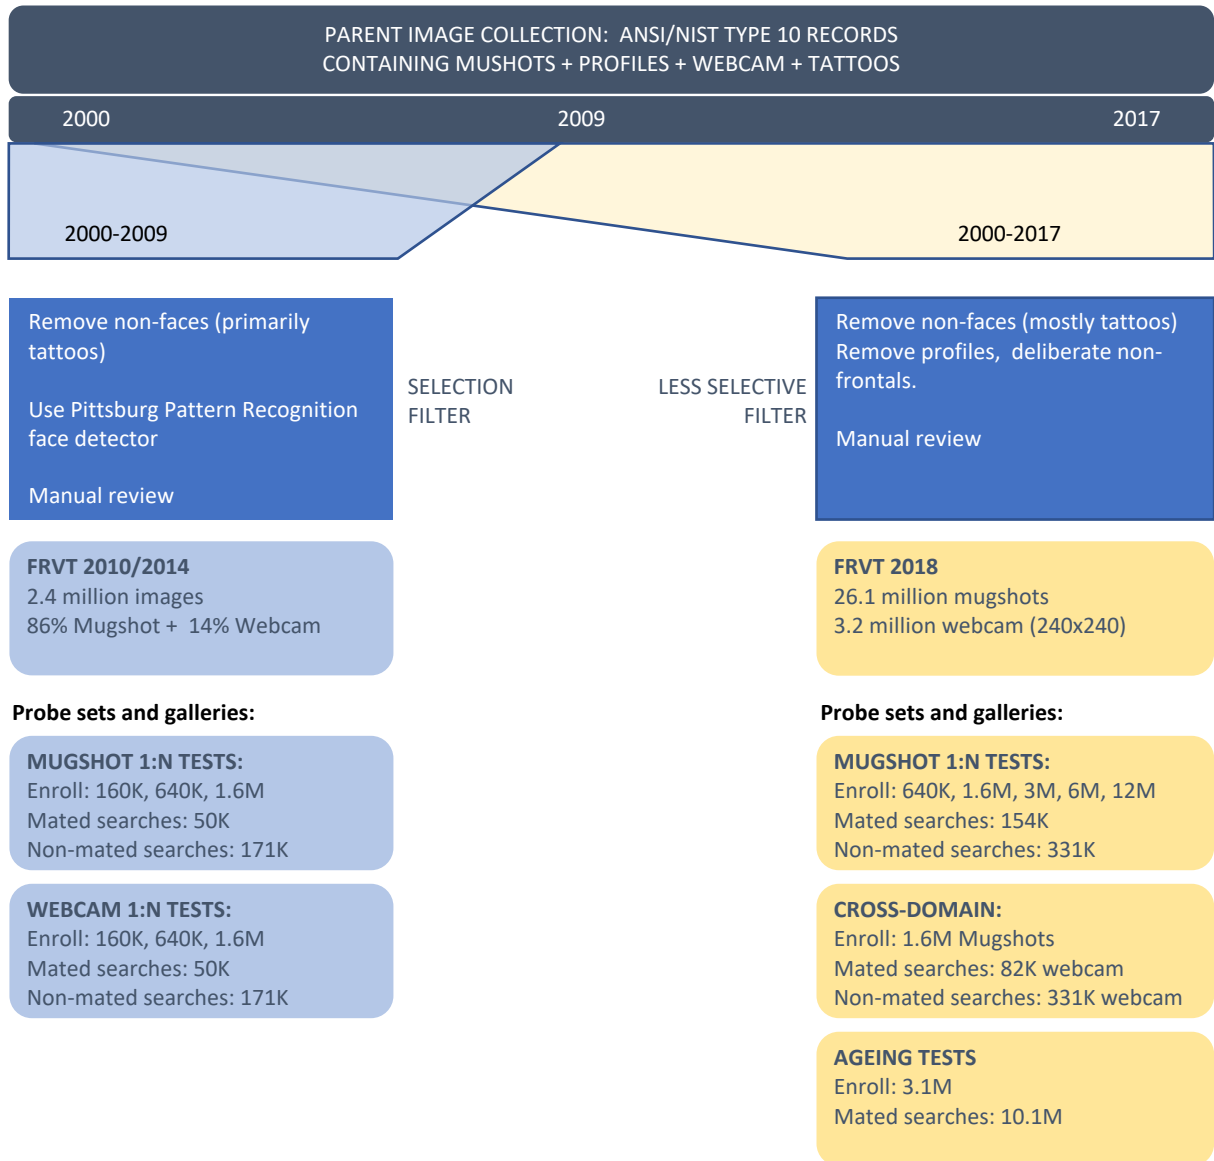 PARENT IMAGE COLLECTION: ANSI/NIST TYPE 10 RECORDS
CONTAINING MUSHOTS + PROFILES + WEBCAM + TATTOOS
2000
2009
2017
2000-2009
2000-2017
Remove non-faces (primarily
tattoos)
Use Pittsburg Pattern Recognition
face detector
Manual review
SELECTION
FILTER
LESS SELECTIVE
FILTER
Remove non-faces (mostly tattoos)
Remove profiles, deliberate non-
frontals.
Manual review
FRVT 2010/2014
2.4 million images
86% Mugshot + 14% Webcam
Probe sets and galleries:
MUGSHOT 1:N TESTS:
Enroll: 160K, 640K, 1.6M
Mated searches: 50K
Non-mated searches: 171K
WEBCAM 1:N TESTS:
Enroll: 160K, 640K, 1.6M
Mated searches: 50K
Non-mated searches: 171K
FRVT 2018
26.1 million mugshots
3.2 million webcam (240x240)
Probe sets and galleries:
MUGSHOT 1:N TESTS:
Enroll: 640K, 1.6M, 3M, 6M, 12M
Mated searches: 154K
Non-mated searches: 331K
CROSS-DOMAIN:
Enroll: 1.6M Mugshots
Mated searches: 82K webcam
Non-mated searches: 331K webcam
AGEING TESTS
Enroll: 3.1M
Mated searches: 10.1M